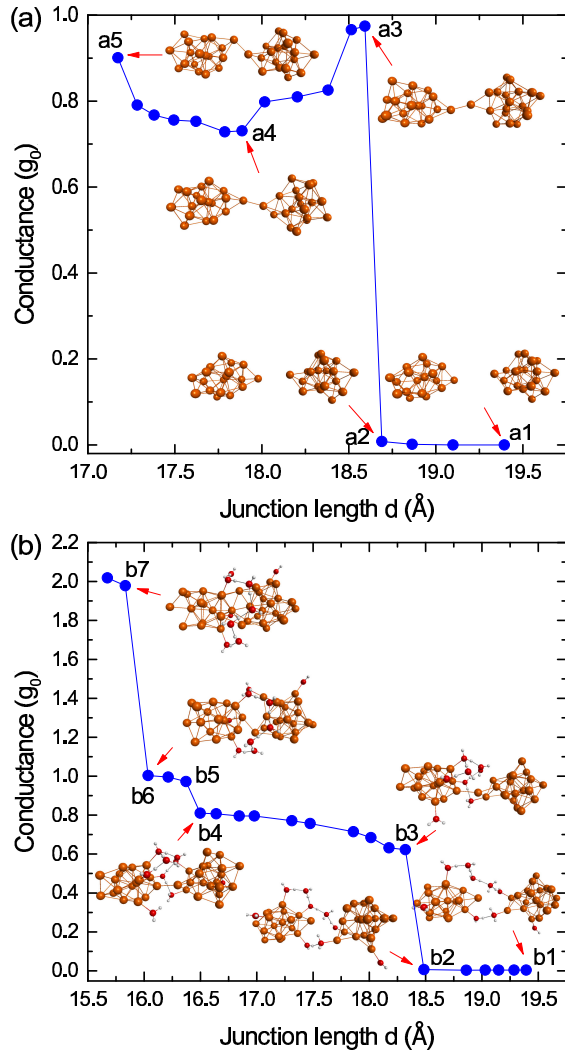 (a)
1.0
0.8
0.6
0.4
0.2
0.0
Conductance (g₀)
a5
a3
a4
a2
a1
17.0 17.5 18.0 18.5 19.0 19.5
Junction length d (Å)
(b)
2.2
2.0
1.8
1.6
1.4
1.2
1.0
0.8
0.6
0.4
0.2
0.0
Conductance (g₀)
b7
b5
b6
b4
b3
b2
b1
15.5 16.0 16.5 17.0 17.5 18.0 18.5 19.0 19.5
Junction length d (Å)